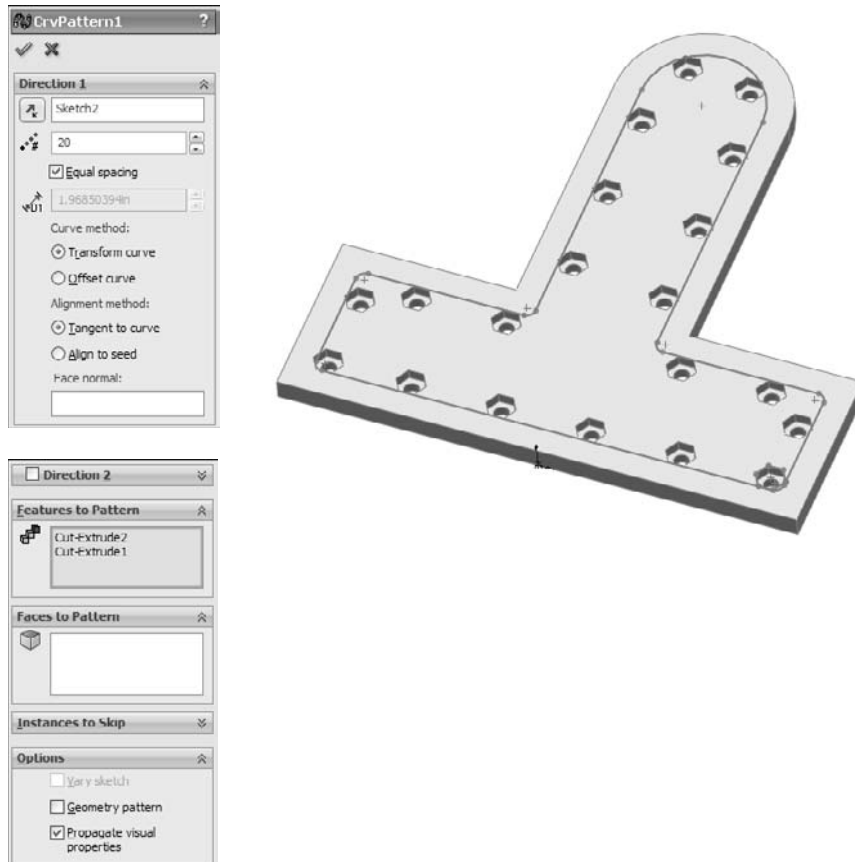 CrvPattern1 ?
Direction 1
Sketch2
20
Equal spacing
D1
1.96850394in
Curve method:
Transform curve
Offset curve
Alignment method:
Tangent to curve
Align to seed
Face normal:
Direction 2
Features to Pattern
Cut-Extrude2
Cut-Extrude1
Faces to Pattern
Instances to Skip
Options
Vary sketch
Geometry pattern
Propagate visual
properties